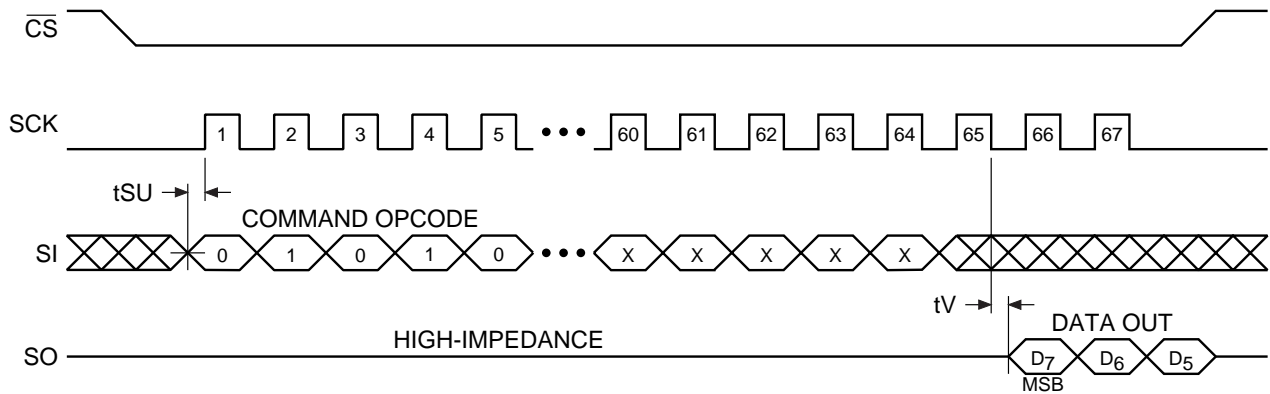 CS
SCK 1 2 3 4 5 ••• 60 61 62 63 64 65 66 67
tSU
COMMAND OPCODE
SI 0 1 0 1 0 ••• X X X X X
tV
HIGH-IMPEDANCE DATA OUT
SO D7 D6 D5
MSB